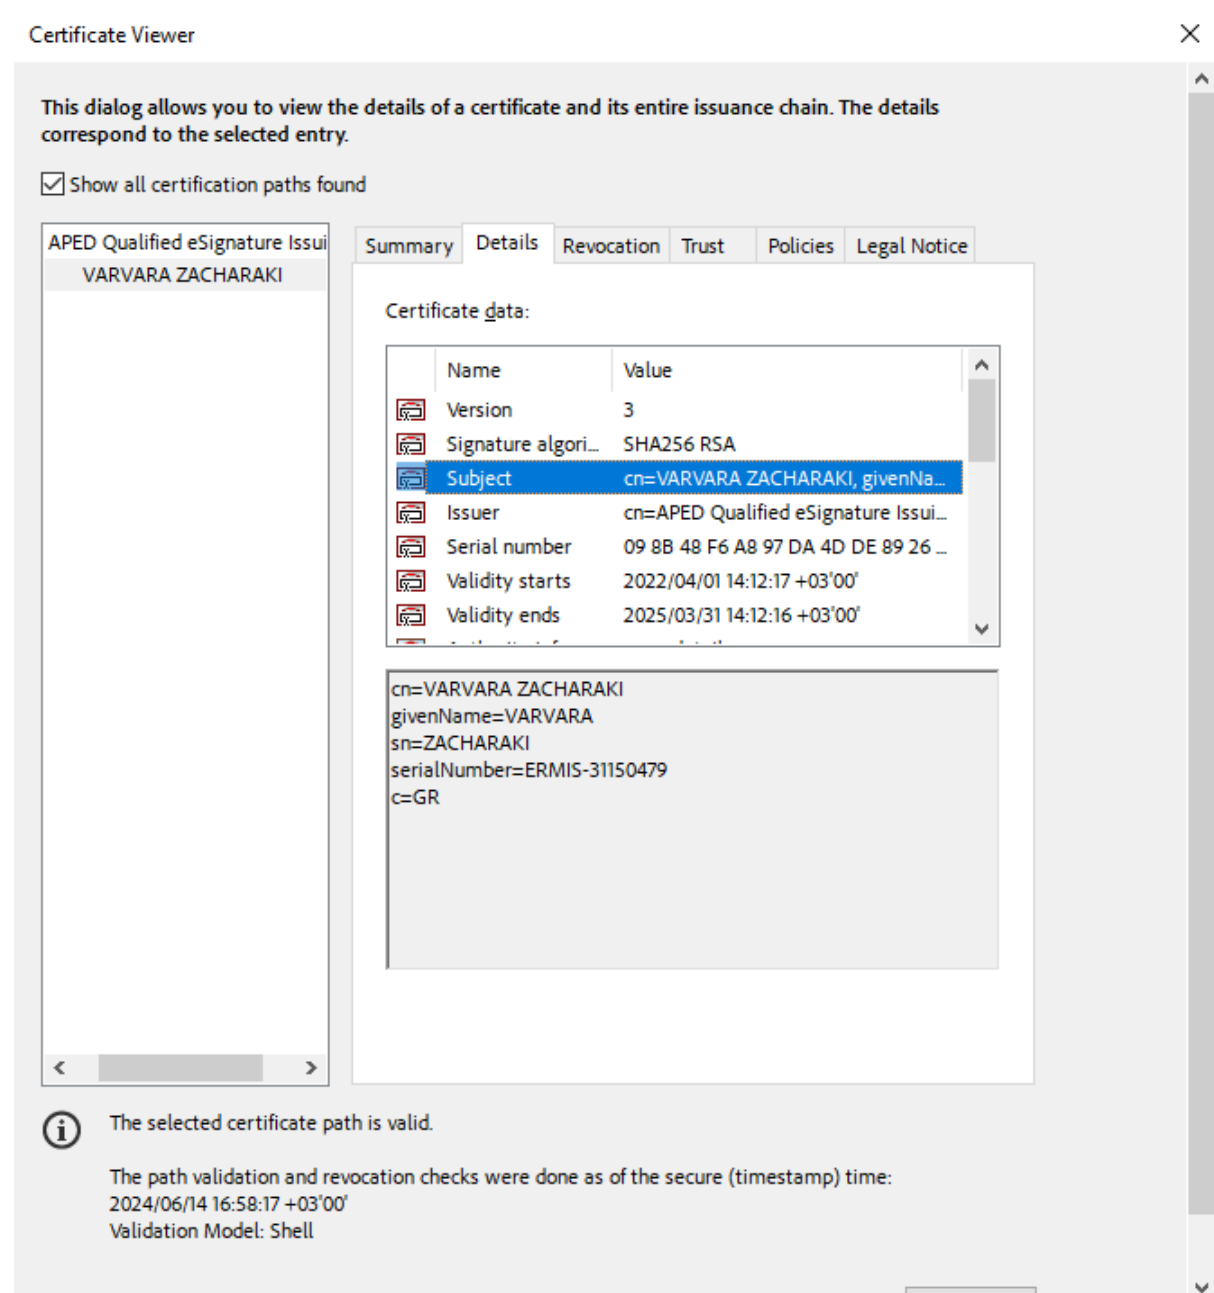 Certificate Viewer
This dialog allows you to view the details of a certificate and its entire issuance chain. The details
correspond to the selected entry.
Show all certification paths found
APED Qualified eSignature Issui
VARVARA ZACHARAKI
Summary Details Revocation Trust Policies Legal Notice
Certificate data:
Name Value
Version 3
Signature algori... SHA256 RSA
Subject cn=VARVARA ZACHARAKI, givenNa...
Issuer cn=APED Qualified eSignature Issui...
Serial number 09 8B 48 F6 A8 97 DA 4D DE 89 26 ...
Validity starts 2022/04/01 14:12:17 +03'00'
Validity ends 2025/03/31 14:12:16 +03'00'
cn=VARVARA ZACHARAKI
givenName=VARVARA
sn=ZACHARAKI
serialNumber=ERMIS-31150479
c=GR
The selected certificate path is valid.
The path validation and revocation checks were done as of the secure (timestamp) time:
2024/06/14 16:58:17 +03'00'
Validation Model: Shell